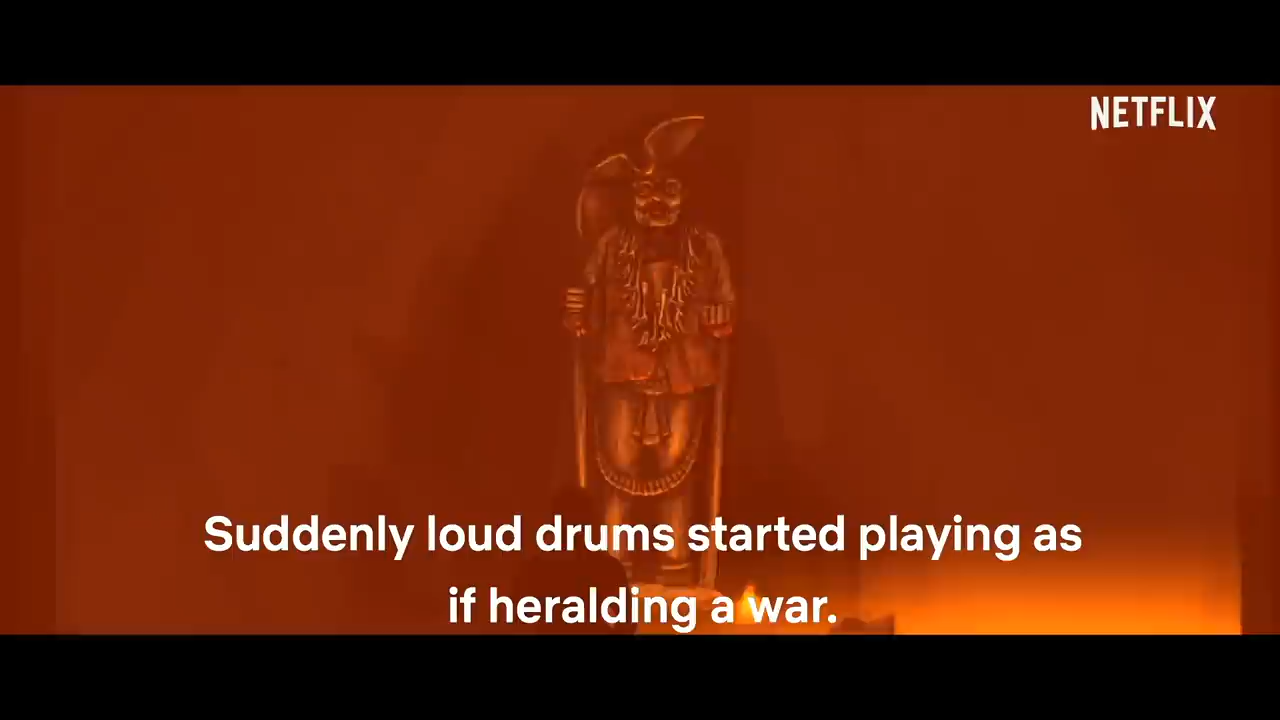 NETFLIX
Suddenly loud drums started playing as
if heralding a war.